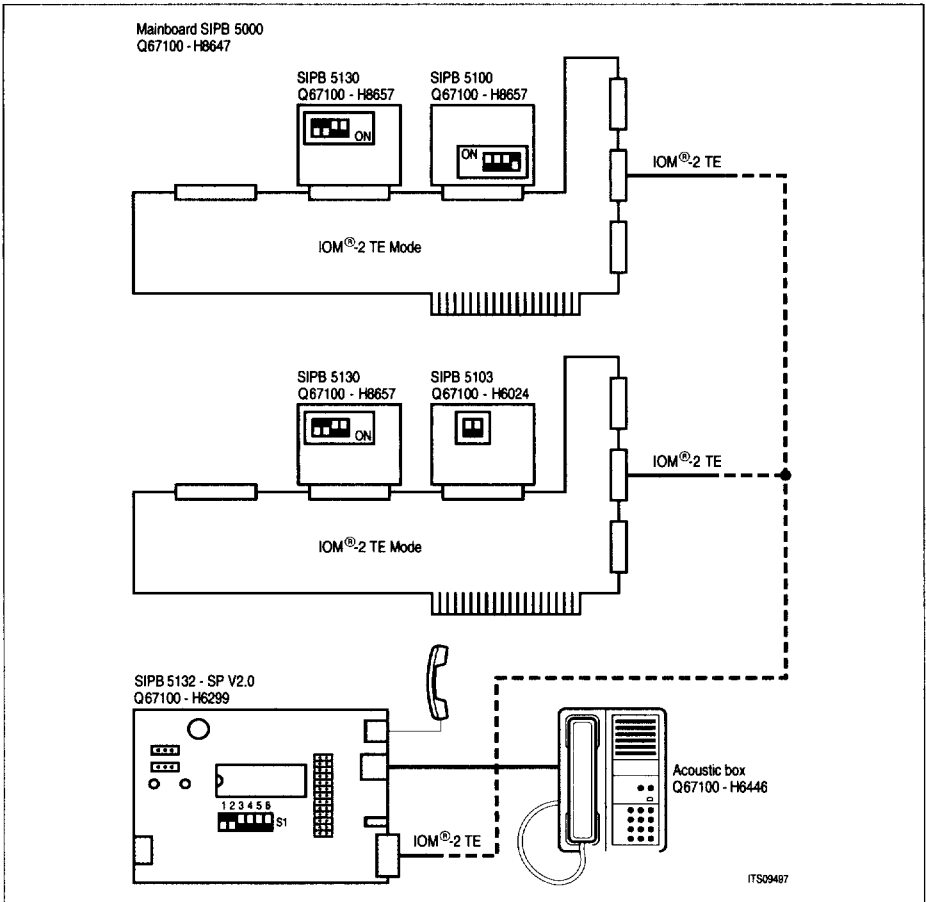 Mainboard SIPB 5000
Q67100 - H8647
SIPB 5130
Q67100 - H8657
ON
SIPB 5100
Q67100 - H8657
ON
IOM®-2 TE
IOM®-2 TE Mode
SIPB 5130
Q67100 - H8657
ON
SIPB 5103
Q67100 - H6024
IOM®-2 TE
IOM®-2 TE Mode
SIPB 5132 - SP V2.0
Q67100 - H6299
1 2 3 4 5 6
S1
IOM®-2 TE
Acoustic box
Q67100 - H6446
ITS09497